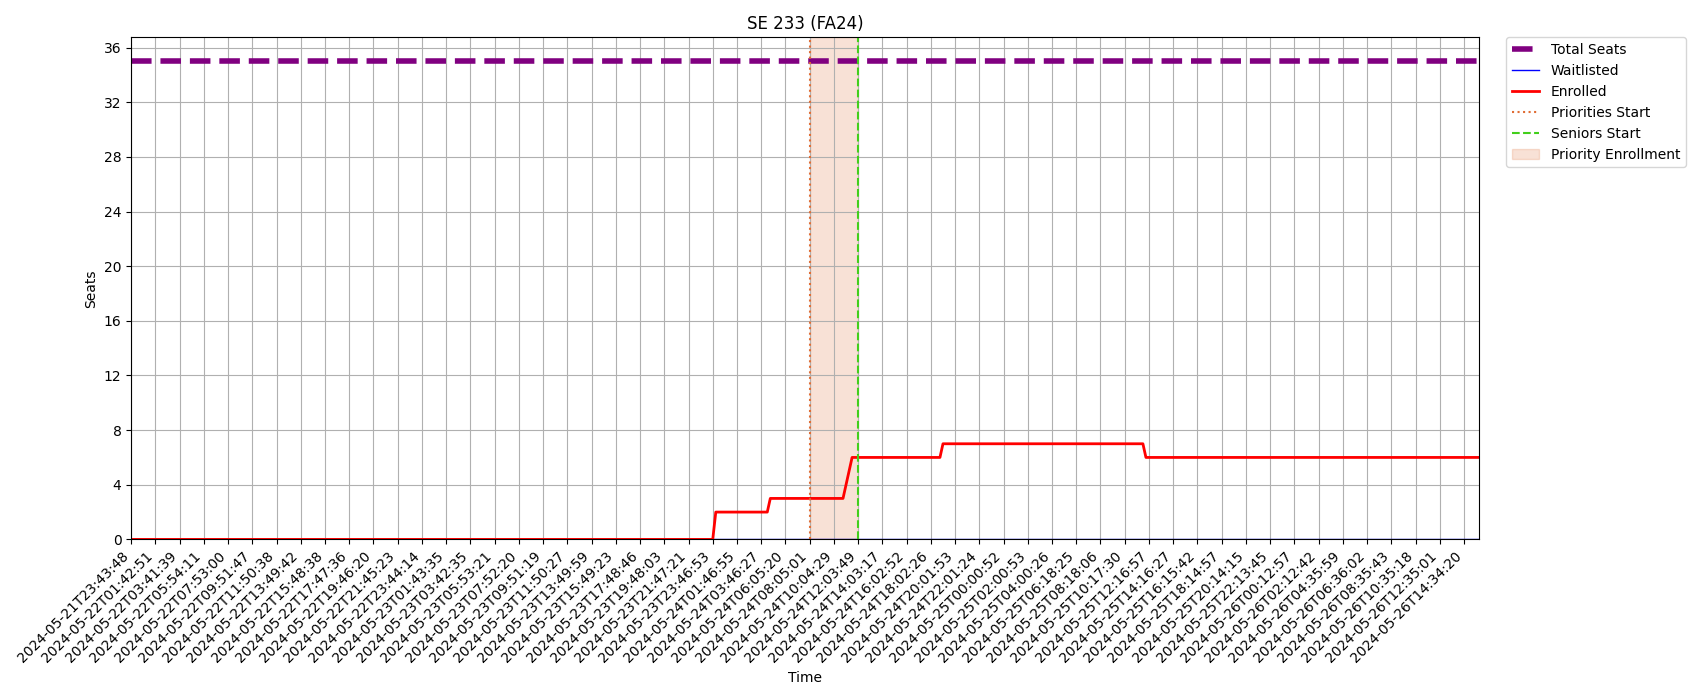 SE 233 (FA24)
36
32
28
24
20
16
12
8
4
0
Seats
2024-05-21T23:43:48
2024-05-22T01:42:51
2024-05-22T03:41:39
2024-05-22T05:54:11
2024-05-22T07:53:00
2024-05-22T09:51:47
2024-05-22T11:50:38
2024-05-22T13:49:42
2024-05-22T15:48:38
2024-05-22T17:47:36
2024-05-22T19:46:20
2024-05-22T21:45:23
2024-05-22T23:44:14
2024-05-23T01:43:35
2024-05-23T03:42:35
2024-05-23T05:53:21
2024-05-23T07:52:20
2024-05-23T09:51:19
2024-05-23T11:50:27
2024-05-23T13:49:59
2024-05-23T15:49:23
2024-05-23T17:48:46
2024-05-23T19:48:03
2024-05-23T21:47:21
2024-05-23T23:46:53
2024-05-24T01:46:55
2024-05-24T03:46:27
2024-05-24T06:05:20
2024-05-24T08:05:01
2024-05-24T10:04:29
2024-05-24T12:03:49
2024-05-24T14:03:17
2024-05-24T16:02:52
2024-05-24T18:02:26
2024-05-24T20:01:53
2024-05-24T22:01:24
2024-05-25T00:00:52
2024-05-25T02:00:53
2024-05-25T04:00:26
2024-05-25T06:18:25
2024-05-25T08:18:06
2024-05-25T10:17:30
2024-05-25T12:16:57
2024-05-25T14:16:27
2024-05-25T16:15:42
2024-05-25T18:14:57
2024-05-25T20:14:15
2024-05-25T22:13:45
2024-05-26T00:12:57
2024-05-26T02:12:42
2024-05-26T04:35:59
2024-05-26T06:36:02
2024-05-26T08:35:43
2024-05-26T10:35:18
2024-05-26T12:35:01
2024-05-26T14:34:20
Time
Total Seats
Waitlisted
Enrolled
Priorities Start
Seniors Start
Priority Enrollment